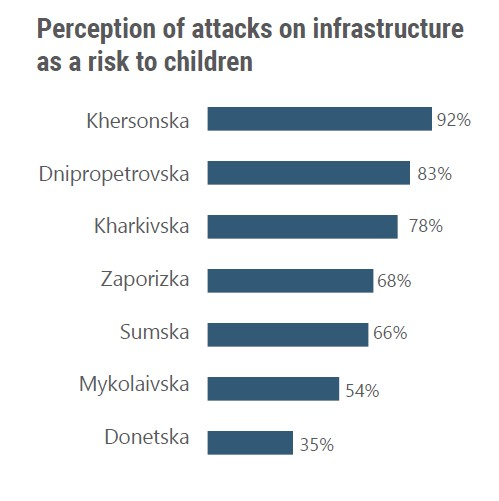 Perception of attacks on infrastructure
as a risk to children
Khersonska 92%
Dnipropetrovska 83%
Kharkivska 78%
Zaporizka 68%
Sumska 66%
Mykolaivska 54%
Donetska 35%